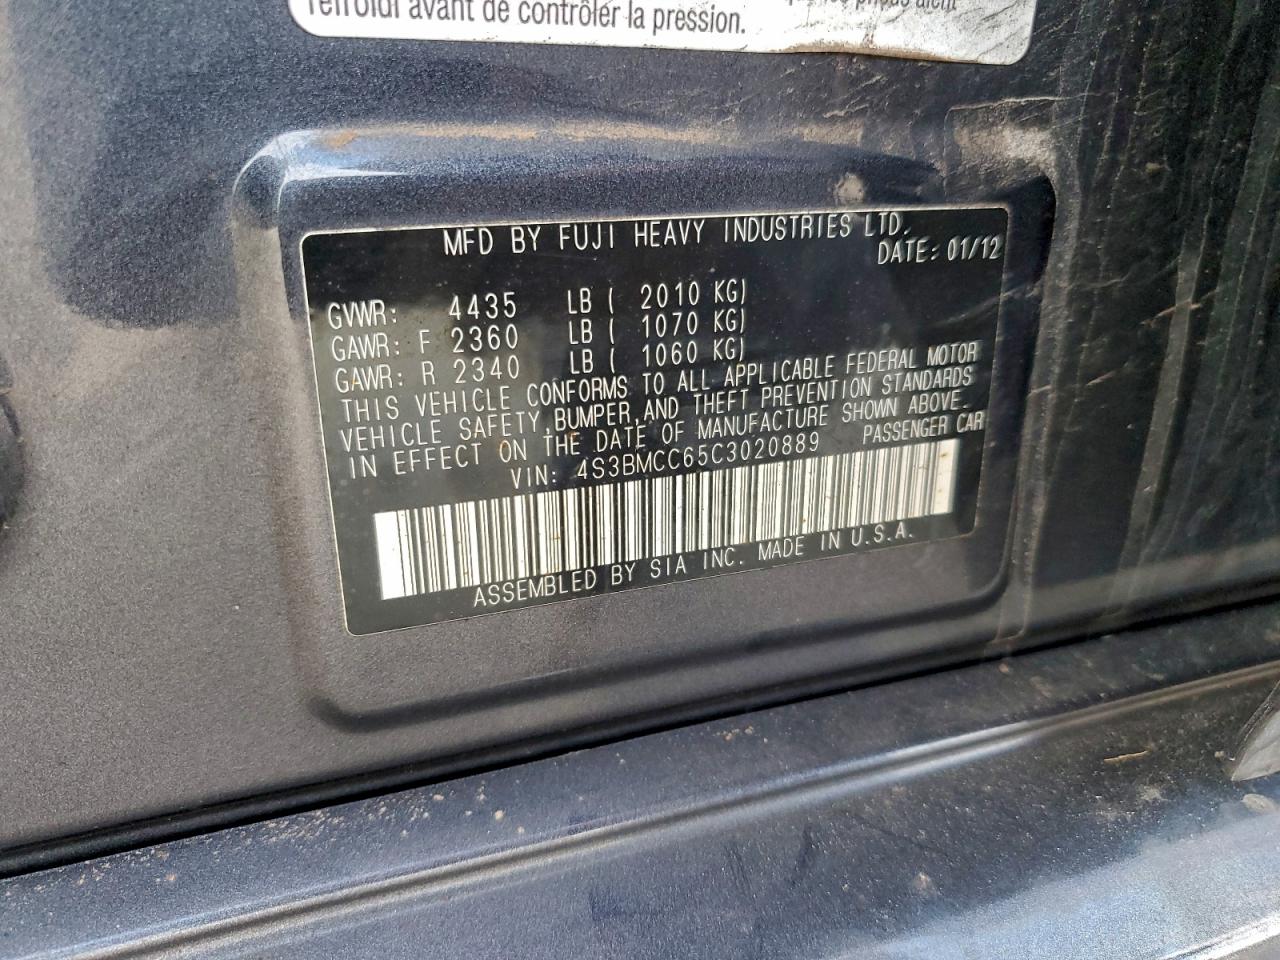 refroidi avant de contrôler la pression.
MFD BY FUJI HEAVY INDUSTRIES LTD.
DATE: 01/12
GVWR: 4435 LB ( 2010 KG)
GAWR: F 2360 LB ( 1070 KG)
GAWR: R 2340 LB ( 1060 KG)
THIS VEHICLE CONFORMS TO ALL APPLICABLE FEDERAL MOTOR
VEHICLE SAFETY,BUMPER,AND THEFT PREVENTION STANDARDS
IN EFFECT ON THE DATE OF MANUFACTURE SHOWN ABOVE.
VIN: 4S3BMCC65C3020889 PASSENGER CAR
ASSEMBLED BY SIA INC. MADE IN U.S.A.